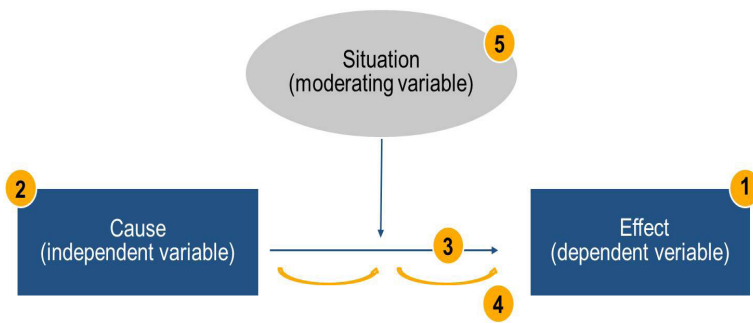 5
Situation
(moderating variable)
2
1
Cause
(independent variable)
3
Effect
(dependent veriable)
4